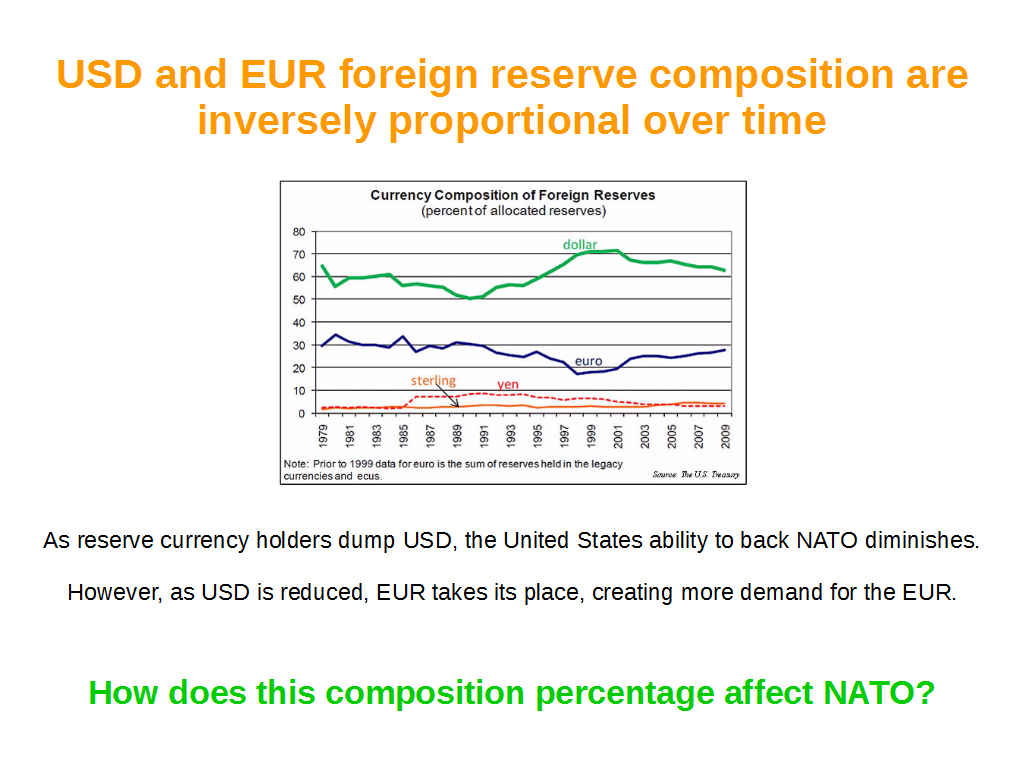 USD and EUR foreign reserve composition are
inversely proportional over time
Currency Composition of Foreign Reserves
(percent of allocated reserves)
80
70
60
50
40
30
20
10
0
dollar
euro
sterling
yen
1979
1981
1983
1985
1987
1989
1991
1993
1995
1997
1999
2001
2003
2005
2007
2009
Note: Prior to 1999 data for euro is the sum of reserves held in the legacy
currencies and ecus.
Source: The U.S. Treasury
As reserve currency holders dump USD, the United States ability to back NATO diminishes.
However, as USD is reduced, EUR takes its place, creating more demand for the EUR.
How does this composition percentage affect NATO?